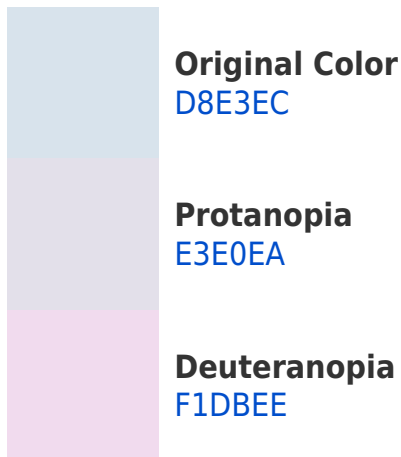 Original Color
D8E3EC
Protanopia
E3E0EA
Deuteranopia
F1DBEE